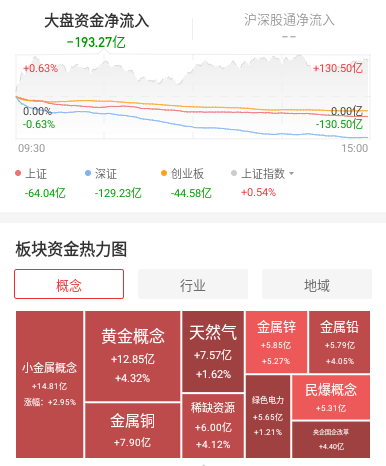 大盘资金净流入
沪深股通净流入
-193.27亿
--
+0.63%
+130.50亿
0.00%
0.00亿
-0.63%
-130.50亿
09:30
15:00
上证
深证
创业板
上证指数
-64.04亿
-129.23亿
-44.58亿
+0.54%
板块资金热力图
概念
行业
地域
小金属概念
+14.81亿
涨幅：+2.95%
黄金概念
+12.85亿
+4.32%
金属铜
+7.90亿
天然气
+7.57亿
+1.62%
稀缺资源
+6.00亿
+4.12%
金属锌
+5.85亿
+5.27%
金属铅
+5.79亿
+4.05%
绿色电力
+5.65亿
+1.21%
民爆概念
+5.31亿
央企国企改革
+4.40亿